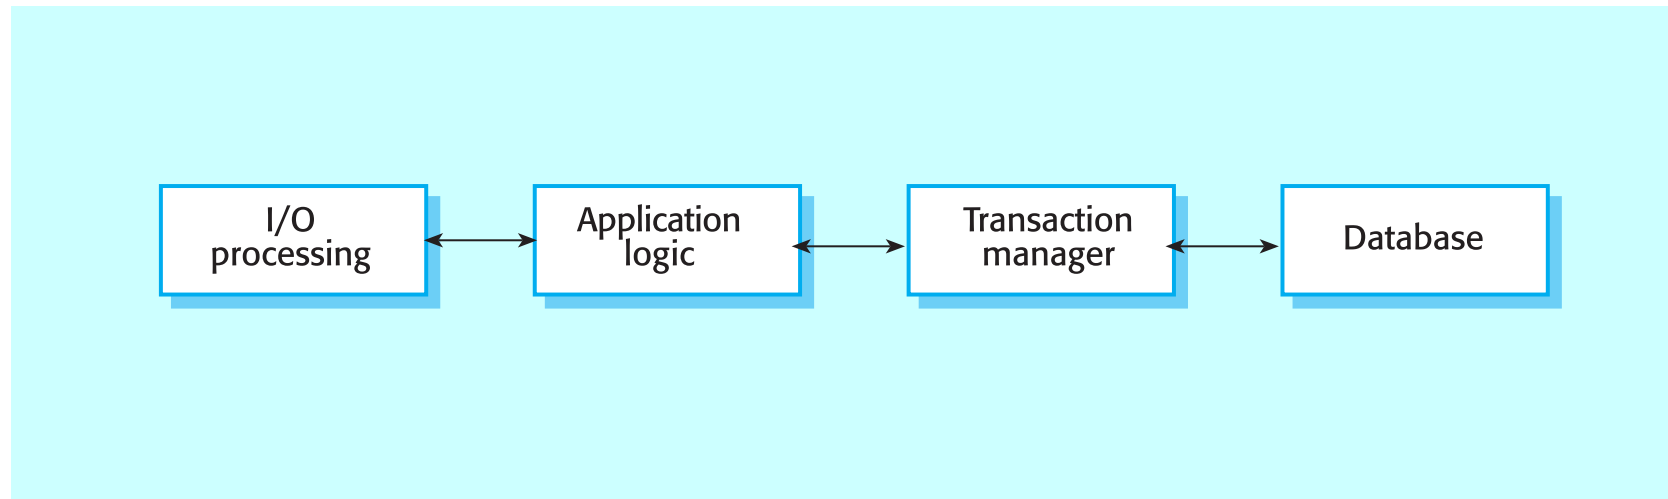 I/O
processing
Application
logic
Transaction
manager
Database